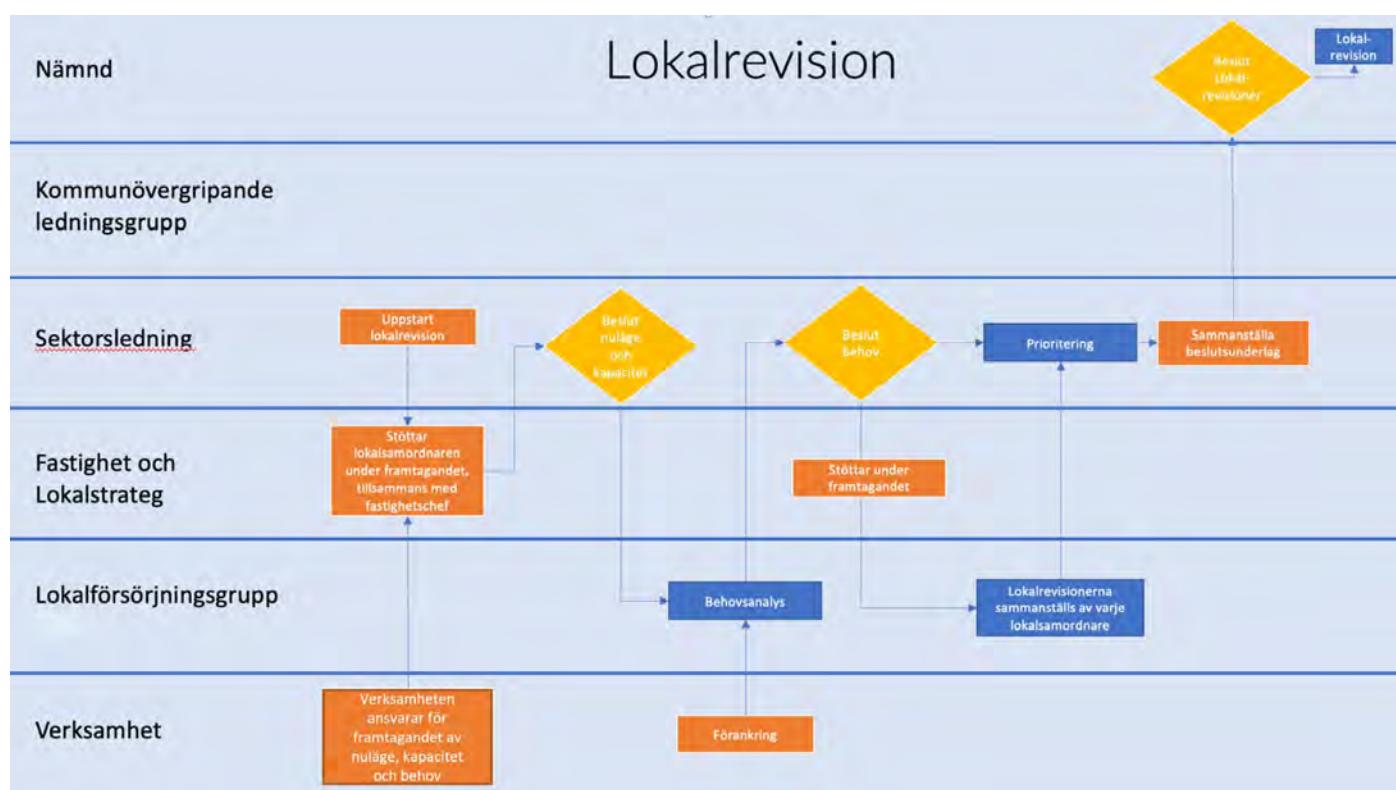 Lokalrevision
Nämnd
Beslut
Lokal-
revisioner
Lokal-
revision
Kommunövergripande
ledningsgrupp
Sektorsledning
Uppstart
lokalrevision
Beslut
nuläge
och
kapacitet
Beslut
behov
Prioritering
Sammanställa
beslutsunderlag
Fastighet och
Lokalstrateg
Stöttar
lokalsamordnaren
under framtagandet,
tillsammans med
fastighetschef
Stöttar under
framtagandet
Lokalförsörjningsgrupp
Behovsanalys
Lokalrevisionerna
sammanställs av varje
lokalsamordnare
Verksamhet
Verksamheten
ansvarar för
framtagandet av
nuläge, kapacitet
och behov
Förankring